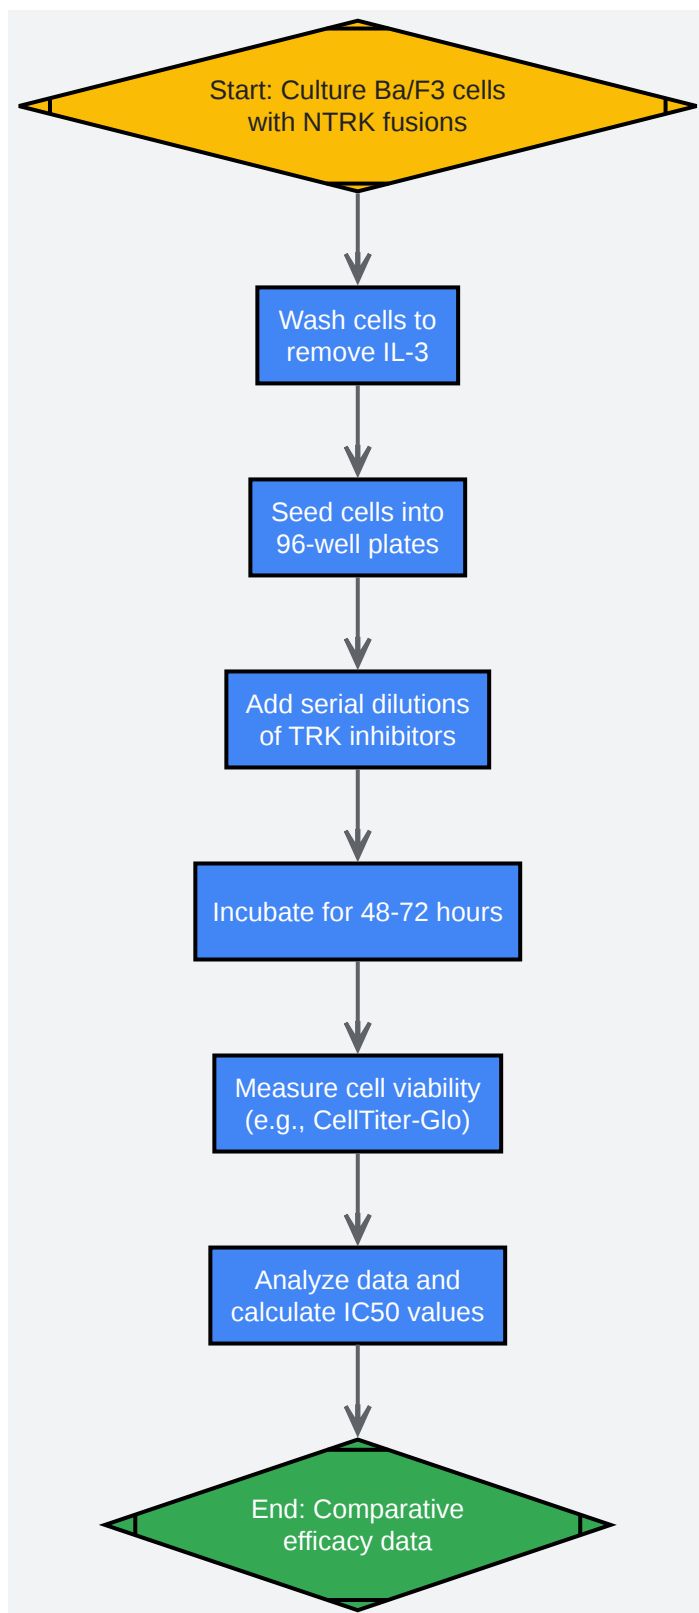 Start: Culture Ba/F3 cells
with NTRK fusions
Wash cells to
remove IL-3
Seed cells into
96-well plates
Add serial dilutions
of TRK inhibitors
Incubate for 48-72 hours
Measure cell viability
(e.g., CellTiter-Glo)
Analyze data and
calculate IC50 values
End: Comparative
efficacy data